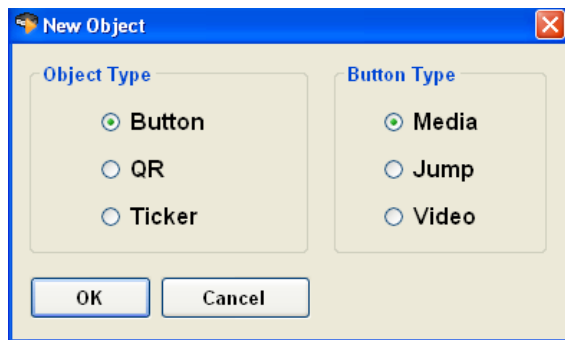 New Object
Object Type
Button
QR
Ticker
Button Type
Media
Jump
Video
OK
Cancel